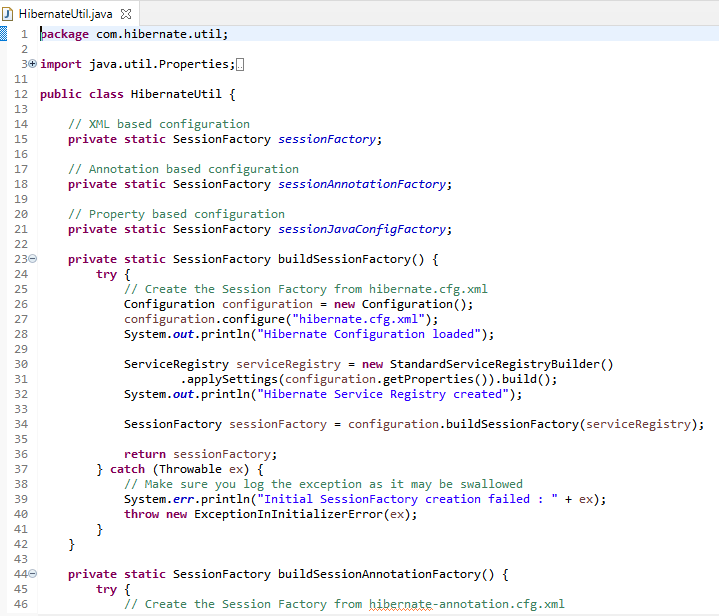 HibernateUtil.java
1 package com.hibernate.util;
2
3 import java.util.Properties;
11
12 public class HibernateUtil {
13
14 // XML based configuration
15 private static SessionFactory sessionFactory;
16
17 // Annotation based configuration
18 private static SessionFactory sessionAnnotationFactory;
19
20 // Property based configuration
21 private static SessionFactory sessionJavaConfigFactory;
22
23 private static SessionFactory buildSessionFactory() {
24 try {
25 // Create the Session Factory from hibernate.cfg.xml
26 Configuration configuration = new Configuration();
27 configuration.configure("hibernate.cfg.xml");
28 System.out.println("Hibernate Configuration loaded");
29
30 ServiceRegistry serviceRegistry = new StandardServiceRegistryBuilder()
31 .applySettings(configuration.getProperties()).build();
32 System.out.println("Hibernate Service Registry created");
33
34 SessionFactory sessionFactory = configuration.buildSessionFactory(serviceRegistry);
35
36 return sessionFactory;
37 } catch (Throwable ex) {
38 // Make sure you log the exception as it may be swallowed
39 System.err.println("Initial SessionFactory creation failed : " + ex);
40 throw new ExceptionInInitializerError(ex);
41 }
42 }
43
44 private static SessionFactory buildSessionAnnotationFactory() {
45 try {
46 // Create the Session Factory from hibernate-annotation.cfg.xml